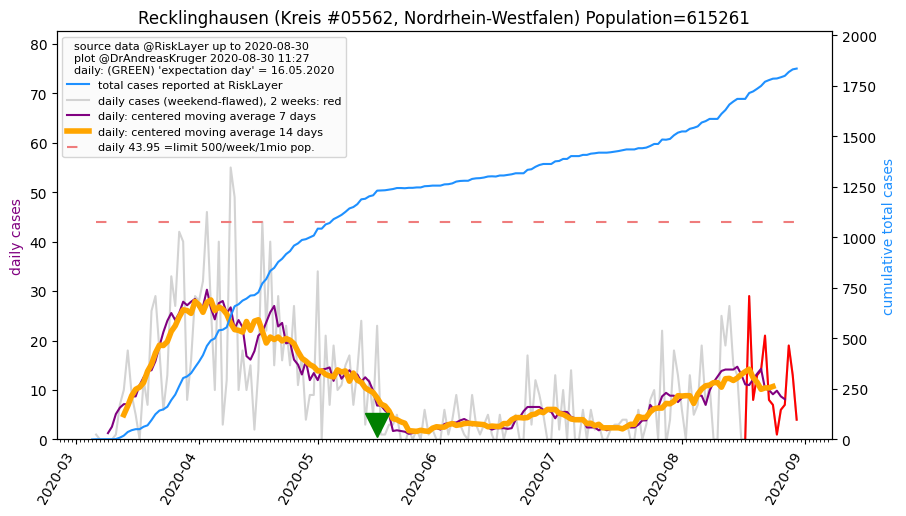 Recklinghausen (Kreis #05562, Nordrhein-Westfalen) Population=615261
source data @RiskLayer up to 2020-08-30
plot @DrAndreasKruger 2020-08-30 11:27
daily: (GREEN) 'expectation day' = 16.05.2020
total cases reported at RiskLayer
daily cases (weekend-flawed), 2 weeks: red
daily: centered moving average 7 days
daily: centered moving average 14 days
daily 43.95 =limit 500/week/1mio pop.
daily cases
80
70
60
50
40
30
20
10
0
2000
1750
1500
1250
1000
750
500
250
0
cumulative total cases
2020-03
2020-04
2020-05
2020-06
2020-07
2020-08
2020-09